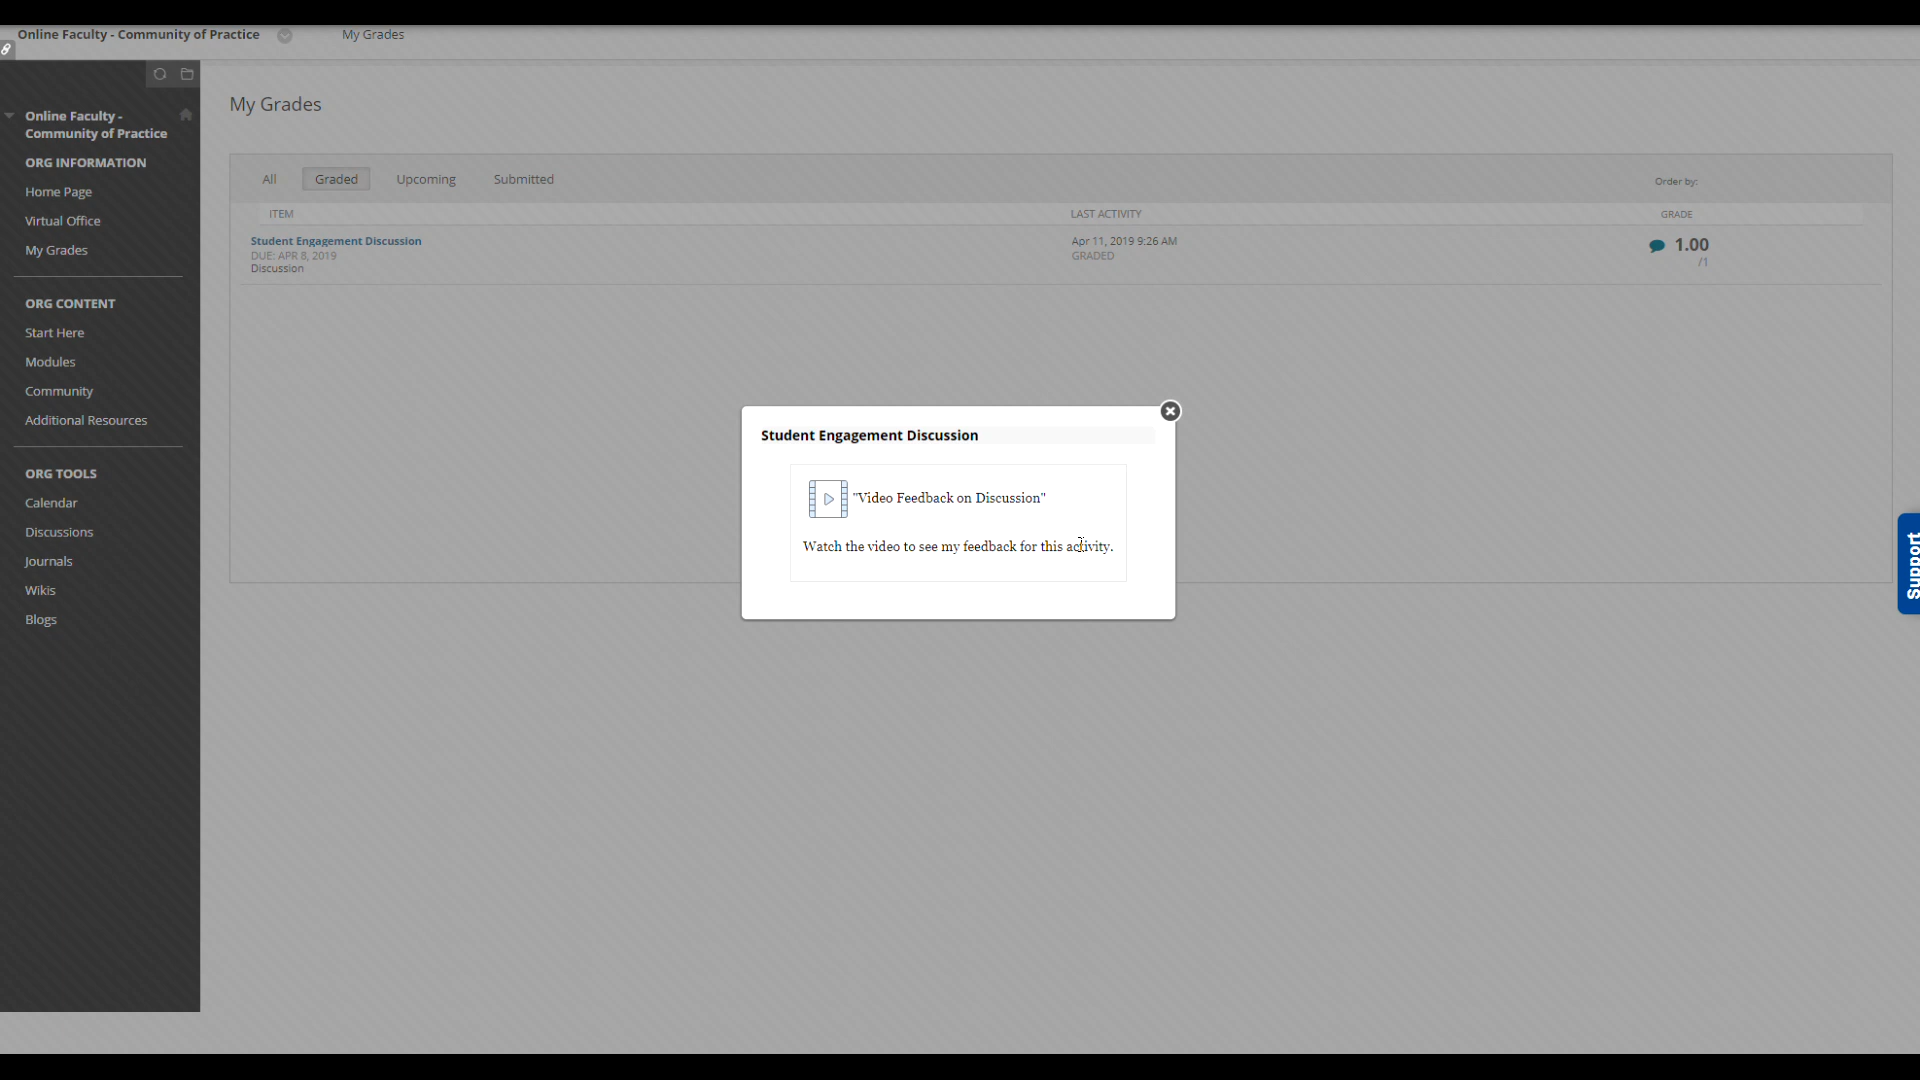 Online Faculty - Community of Practice
My Grades
Online Faculty -
Community of Practice
ORG INFORMATION
Home Page
Virtual Office
My Grades
ORG CONTENT
Start Here
Modules
Community
Additional Resources
ORG TOOLS
Calendar
Discussions
Journals
Wikis
Blogs
My Grades
All Graded Upcoming Submitted Order by:
ITEM LAST ACTIVITY GRADE
Student Engagement Discussion Apr 11, 2019 9:26 AM 1.00
DUE: APR 8, 2019 GRADED /1
Discussion
Student Engagement Discussion
"Video Feedback on Discussion"
Watch the video to see my feedback for this activity.
Support